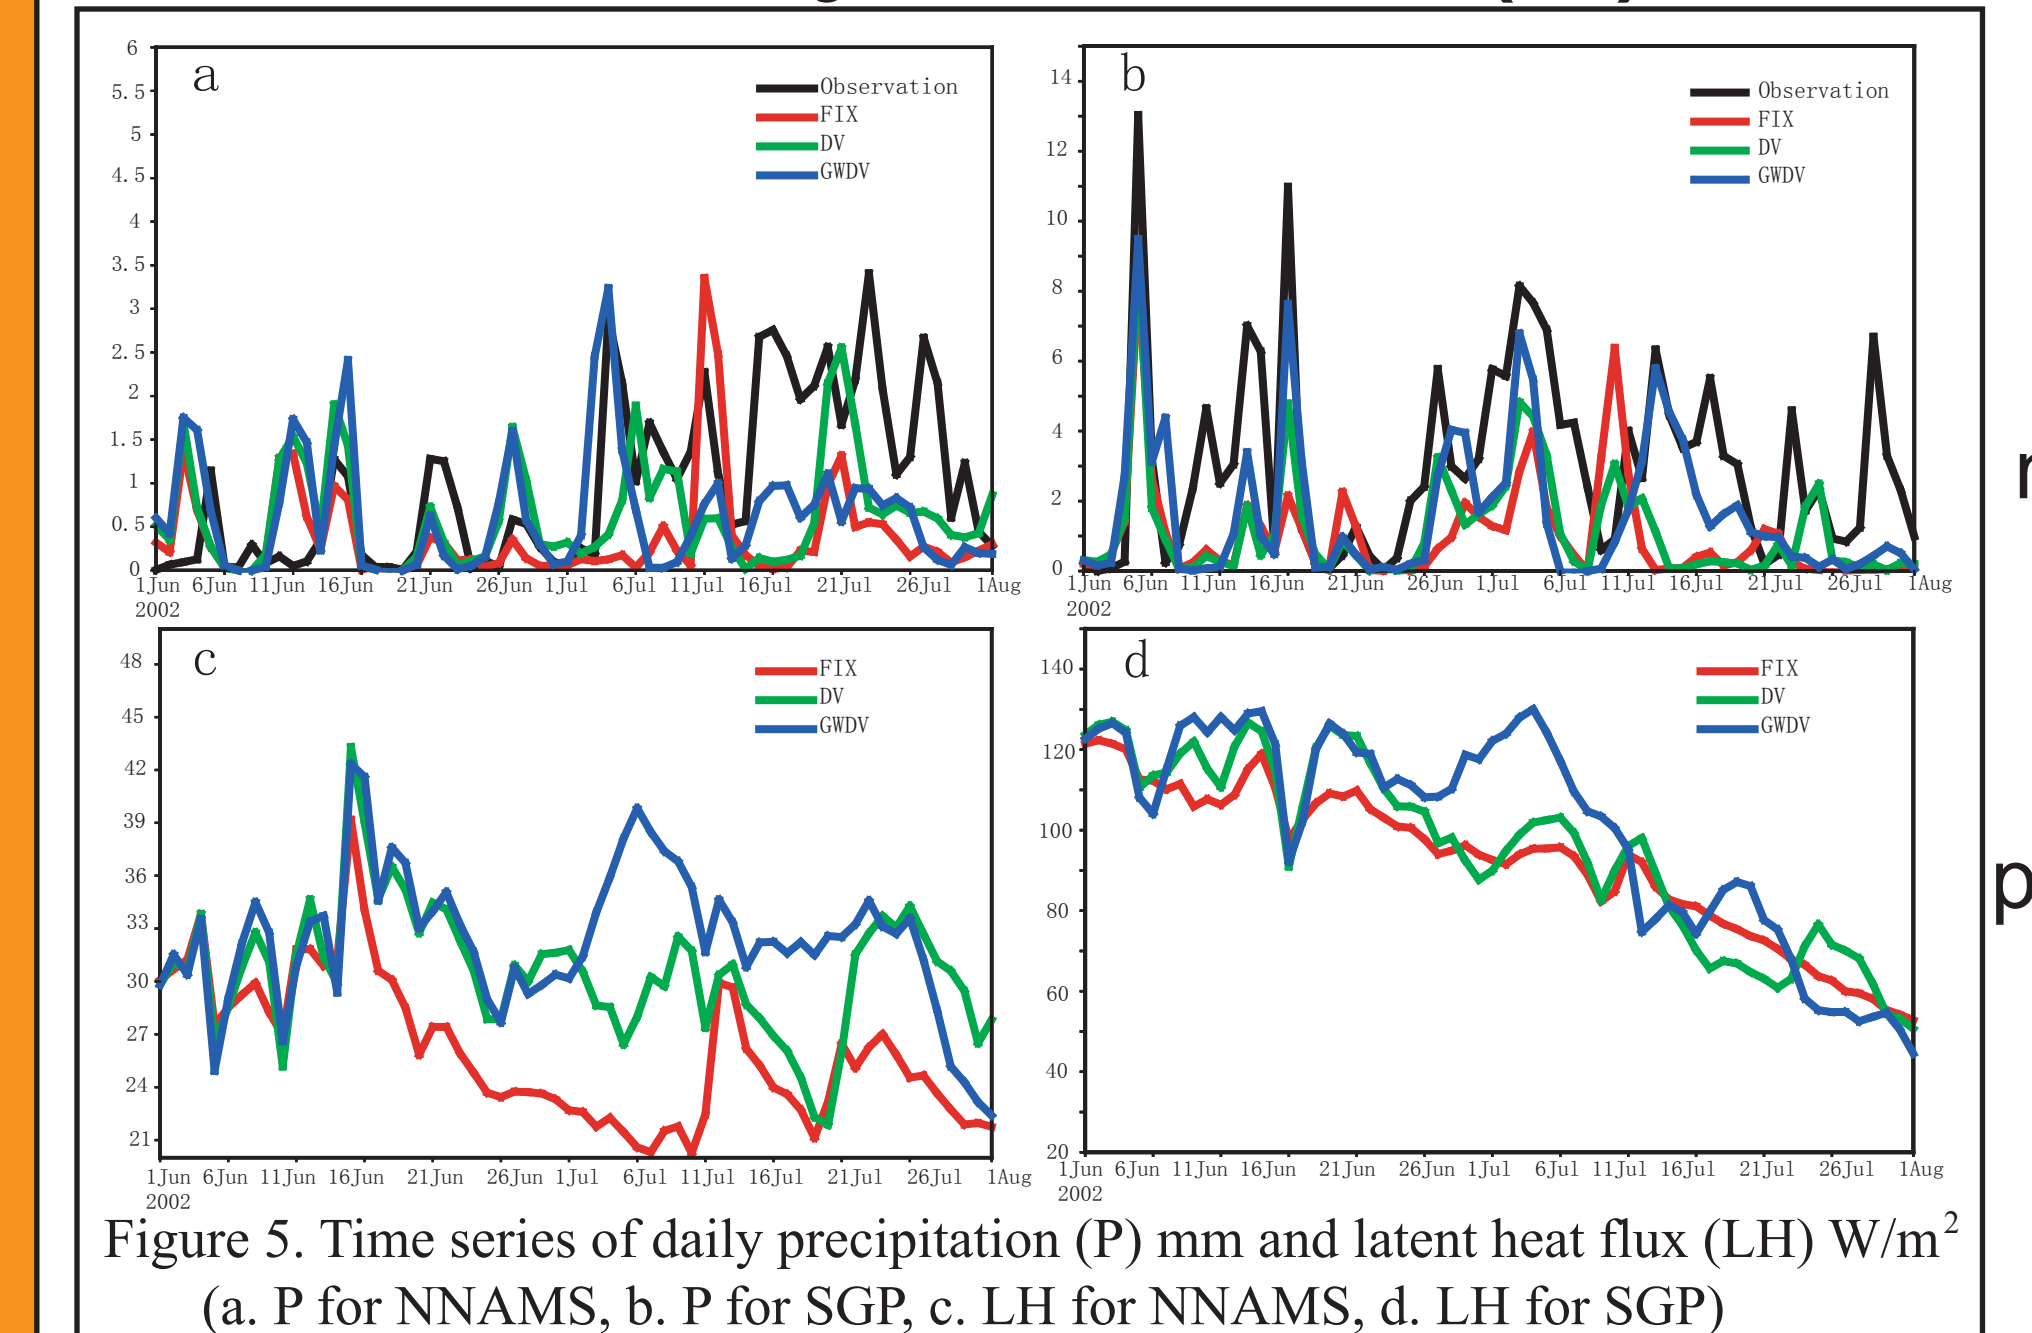 a
6
5.5
5
4.5
4
3.5
3
2.5
2
1.5
1
0.5
0
Observation
FIX
DV
GWDV
1Jun 6Jun 11Jun 16Jun 21Jun 26Jun 1Jul 6Jul 11Jul 16Jul 21Jul 26Jul 1Aug
2002
b
14
12
10
8
6
4
2
0
Observation
FIX
DV
GWDV
1Jun 6Jun 11Jun 16Jun 21Jun 26Jun 1Jul 6Jul 11Jul 16Jul 21Jul 26Jul 1Aug
2002
c
48
45
42
39
36
33
30
27
24
21
FIX
DV
GWDV
1Jun 6Jun 11Jun 16Jun 21Jun 26Jun 1Jul 6Jul 11Jul 16Jul 21Jul 26Jul 1Aug
2002
d
140
120
100
80
60
40
20
FIX
DV
GWDV
1Jun 6Jun 11Jun 16Jun 21Jun 26Jun 1Jul 6Jul 11Jul 16Jul 21Jul 26Jul 1Aug
2002
Figure 5. Time series of daily precipitation (P) mm and latent heat flux (LH) W/m²
(a. P for NNAMS, b. P for SGP, c. LH for NNAMS, d. LH for SGP)